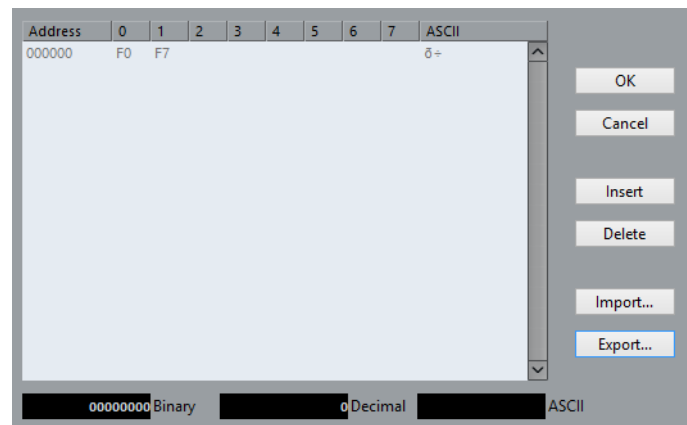 Address 0 1 2 3 4 5 6 7 ASCII
000000 F0 F7 ð÷
OK
Cancel
Insert
Delete
Import...
Export...
00000000 Binary 0 Decimal ASCII